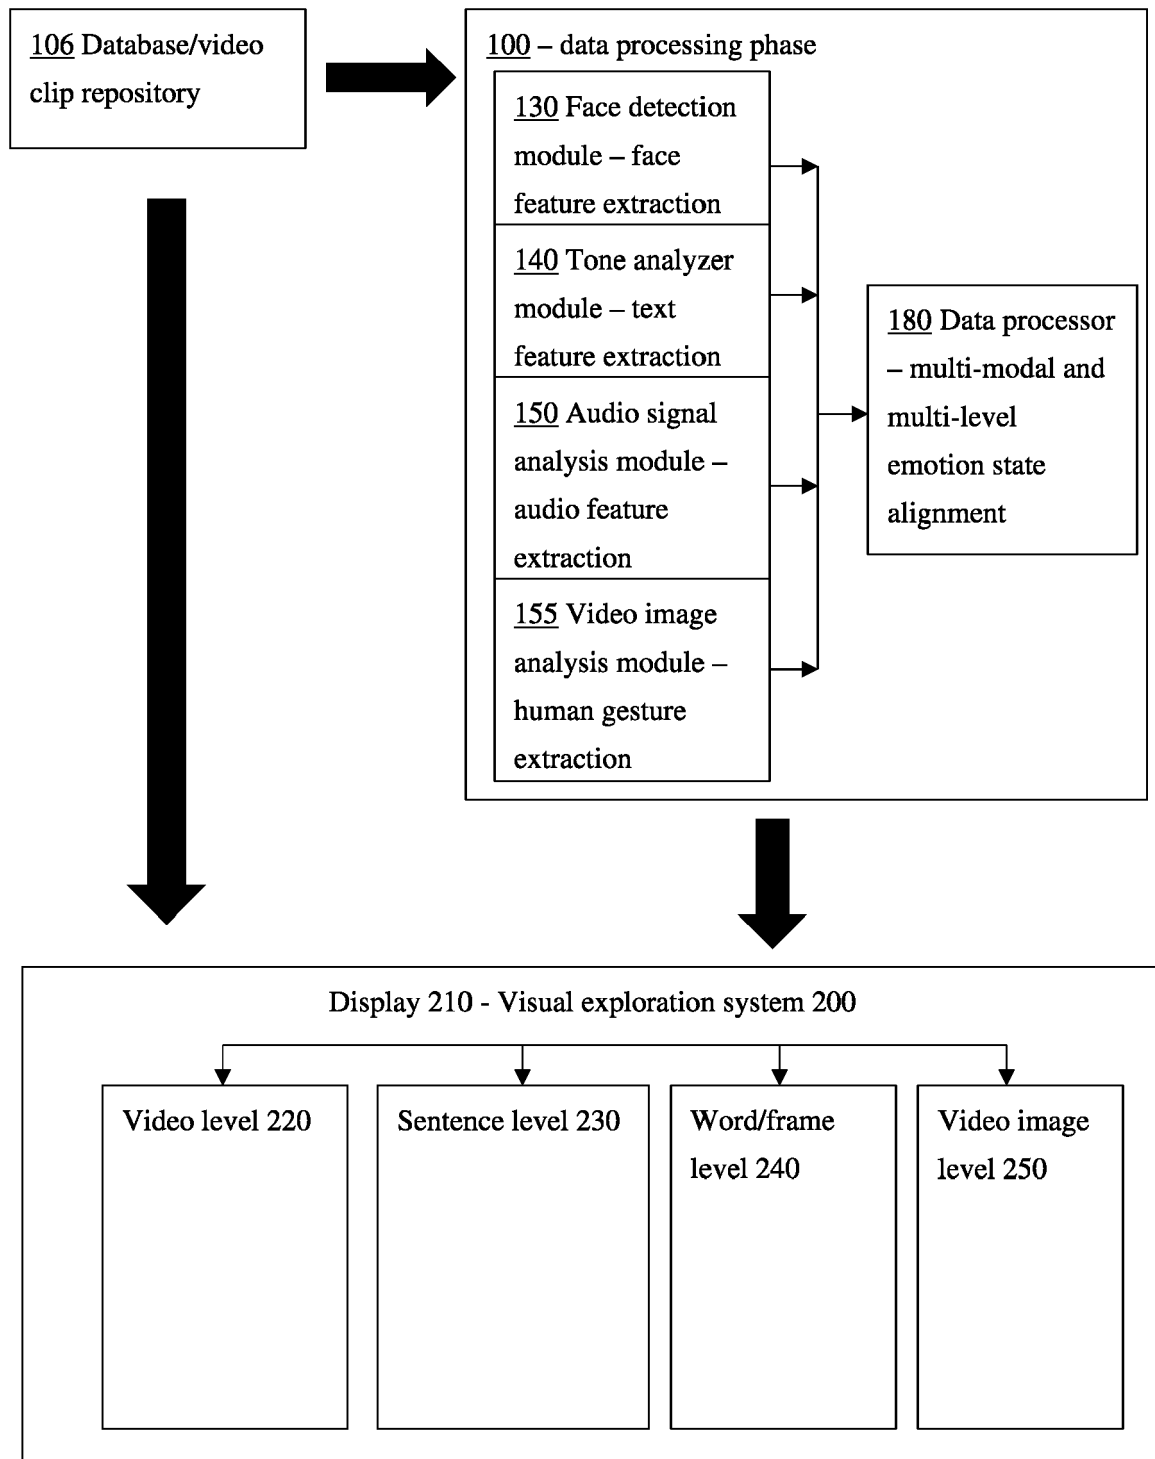 106 Database/video
clip repository
100 – data processing phase
130 Face detection
module – face
feature extraction
140 Tone analyzer
module – text
feature extraction
150 Audio signal
analysis module –
audio feature
extraction
155 Video image
analysis module –
human gesture
extraction
180 Data processor
– multi-modal and
multi-level
emotion state
alignment
Display 210 - Visual exploration system 200
Video level 220
Sentence level 230
Word/frame
level 240
Video image
level 250